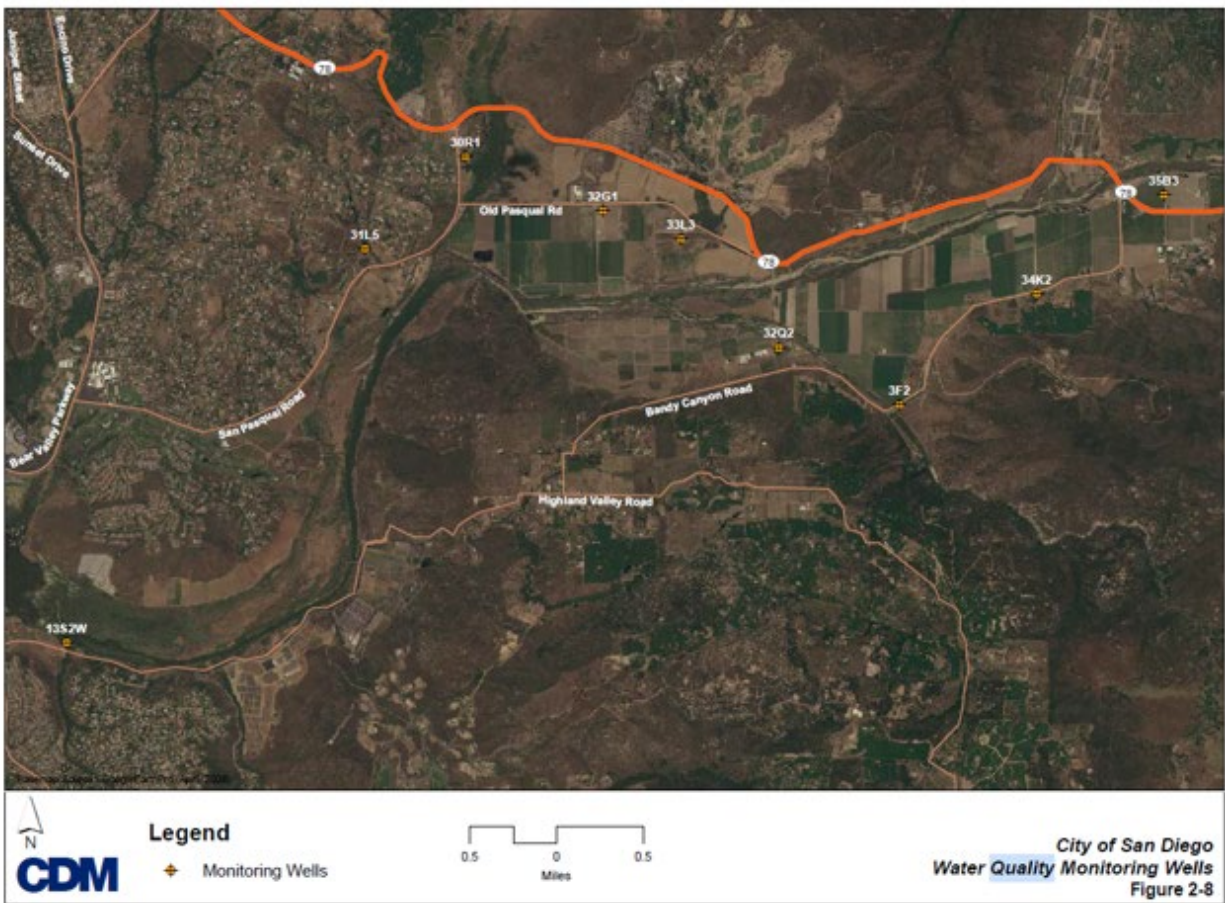 Juniper Street
Encino Drive
Sunset Drive
78
30R1
32G1
Old Pasqual Rd
33L3
31L5
78
78
35B3
34K2
32Q2
3F2
Bandy Canyon Road
San Pasqual Road
Bear Valley Parkway
Highland Valley Road
13S2W
N
CDM
Legend
Monitoring Wells
0.5 0 0.5
Miles
City of San Diego
Water Quality Monitoring Wells
Figure 2-8